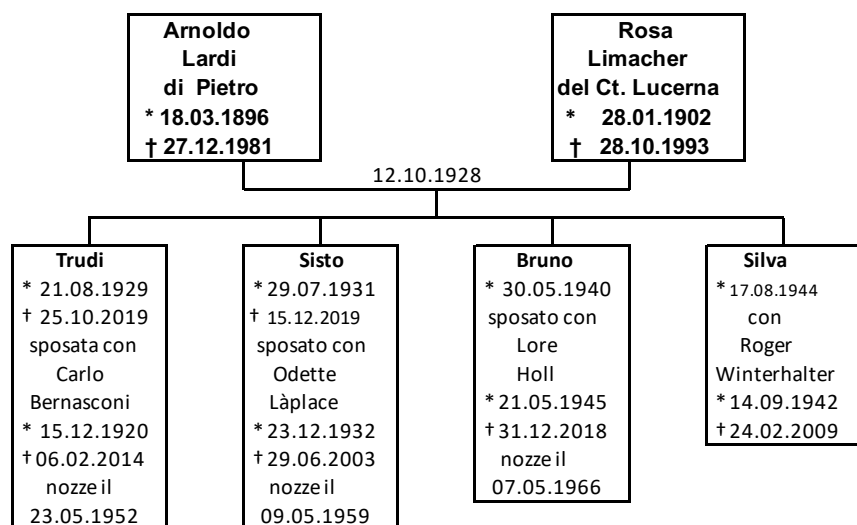 Arnoldo
Lardi
di Pietro
* 18.03.1896
† 27.12.1981
Rosa
Limacher
del Ct. Lucerna
* 28.01.1902
† 28.10.1993
12.10.1928
Trudi
* 21.08.1929
† 25.10.2019
sposata con
Carlo
Bernasconi
* 15.12.1920
† 06.02.2014
nozze il
23.05.1952
Sisto
* 29.07.1931
† 15.12.2019
sposato con
Odette
Làplace
* 23.12.1932
† 29.06.2003
nozze il
09.05.1959
Bruno
* 30.05.1940
sposato con
Lore
Holl
* 21.05.1945
† 31.12.2018
nozze il
07.05.1966
Silva
* 17.08.1944
con
Roger
Winterhalter
* 14.09.1942
† 24.02.2009